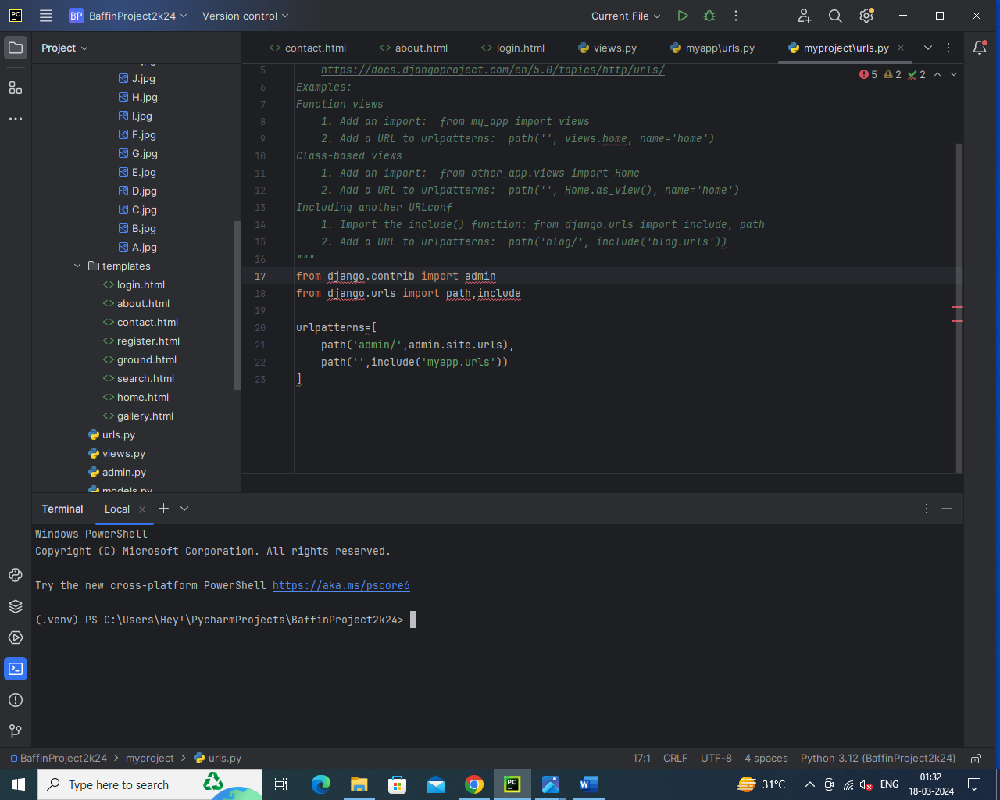 PC BP BaffinProject2k24 Version control Current File
Project
contact.html about.html login.html views.py myapp\urls.py myproject\urls.py
J.jpg
H.jpg
I.jpg
F.jpg
G.jpg
E.jpg
D.jpg
C.jpg
B.jpg
A.jpg
templates
login.html
about.html
contact.html
register.html
ground.html
search.html
home.html
gallery.html
urls.py
views.py
admin.py
models.py
5 2 2
5 https://docs.djangoproject.com/en/5.0/topics/http/urls/
6 Examples:
7 Function views
8 1. Add an import:  from my_app import views
9 2. Add a URL to urlpatterns:  path('', views.home, name='home')
10 Class-based views
11 1. Add an import:  from other_app.views import Home
12 2. Add a URL to urlpatterns:  path('', Home.as_view(), name='home')
13 Including another URLconf
14 1. Import the include() function: from django.urls import include, path
15 2. Add a URL to urlpatterns:  path('blog/', include('blog.urls'))
16 """
17 from django.contrib import admin
18 from django.urls import path,include
19
20 urlpatterns=[
21 path('admin/',admin.site.urls),
22 path('',include('myapp.urls'))
23 ]
Terminal Local
Windows PowerShell
Copyright (C) Microsoft Corporation. All rights reserved.
Try the new cross-platform PowerShell https://aka.ms/pscore6
(.venv) PS C:\Users\Hey!\PycharmProjects\BaffinProject2k24>
BaffinProject2k24 > myproject > urls.py 17:1 CRLF UTF-8 4 spaces Python 3.12 (BaffinProject2k24)
Type here to search PC 31°C ENG 01:32
18-03-2024